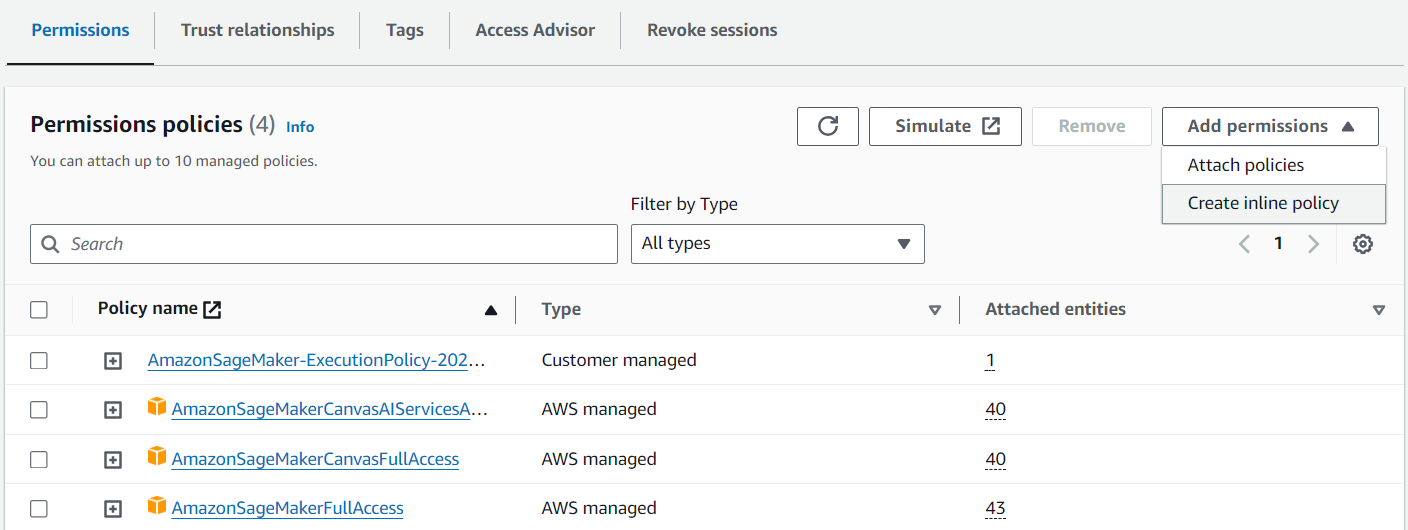 Permissions
Trust relationships
Tags
Access Advisor
Revoke sessions
Permissions policies (4) Info
You can attach up to 10 managed policies.
Simulate
Remove
Add permissions
Attach policies
Create inline policy
Filter by Type
Search
All types
1
Policy name
Type
Attached entities
AmazonSageMaker-ExecutionPolicy-202...
Customer managed
1
AmazonSageMakerCanvasAIServicesA...
AWS managed
40
AmazonSageMakerCanvasFullAccess
AWS managed
40
AmazonSageMakerFullAccess
AWS managed
43